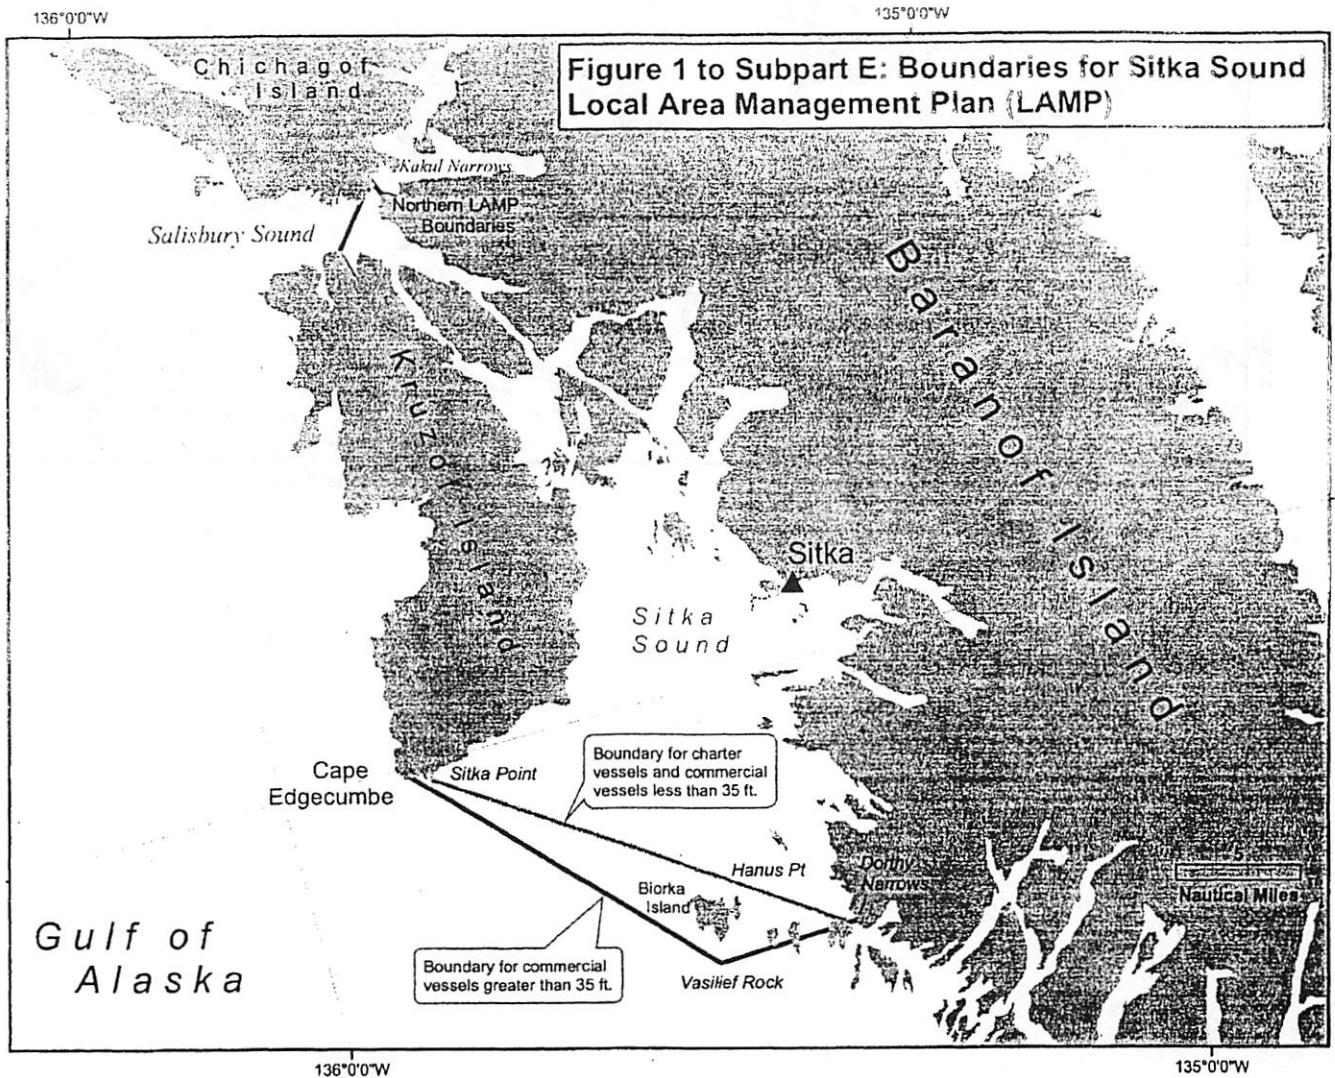 136°0'0"W
135°0'0"W
Figure 1 to Subpart E: Boundaries for Sitka Sound
Local Area Management Plan (LAMP)
Chichagof
Island
Kakul Narrows
Northern LAMP
Boundaries
Salisbury Sound
Baranof Island
Kruzof Island
Sitka
Sitka
Sound
Boundary for charter
vessels and commercial
vessels less than 35 ft.
Cape
Edgecumbe
Sitka Point
Hanus Pt
Dorthy
Narrows
Biorka
Island
5
Nautical Miles
Gulf of
Alaska
Boundary for commercial
vessels greater than 35 ft.
Vasilief Rock
136°0'0"W
135°0'0"W